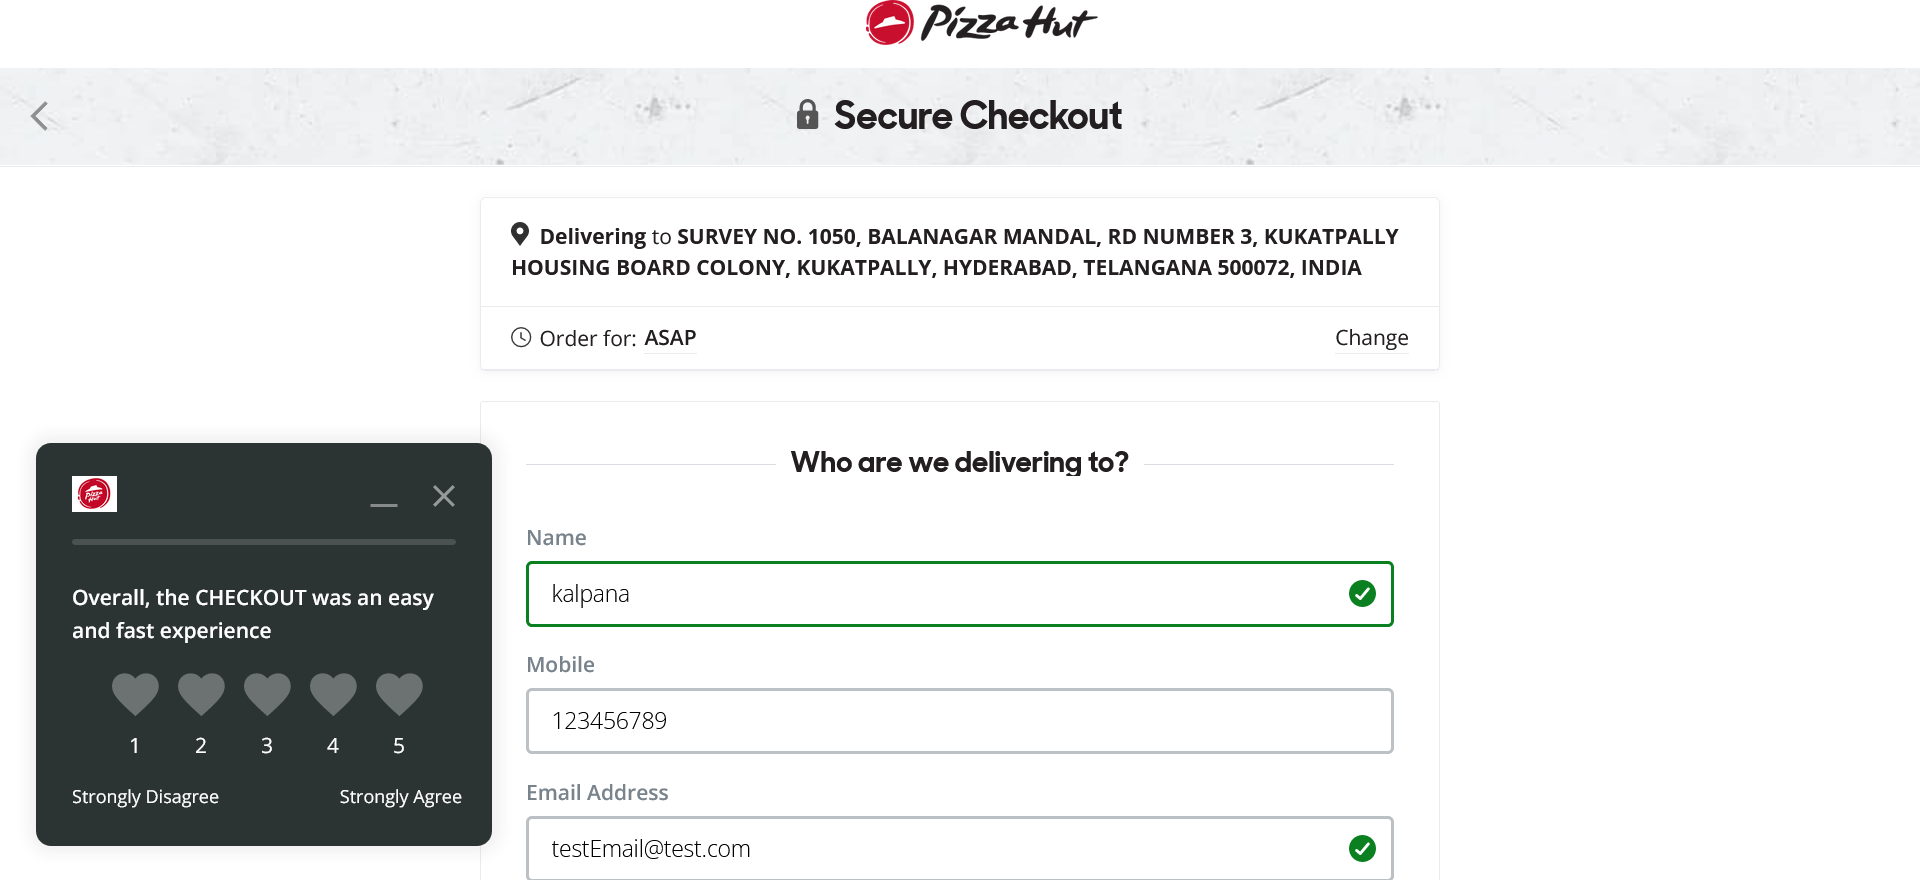 Pizza Hut
Secure Checkout
Delivering to SURVEY NO. 1050, BALANAGAR MANDAL, RD NUMBER 3, KUKATPALLY
HOUSING BOARD COLONY, KUKATPALLY, HYDERABAD, TELANGANA 500072, INDIA
Order for: ASAP
Change
Who are we delivering to?
Name
kalpana
Mobile
123456789
Email Address
testEmail@test.com
Pizza
Hut
Overall, the CHECKOUT was an easy
and fast experience
1 2 3 4 5
Strongly Disagree
Strongly Agree